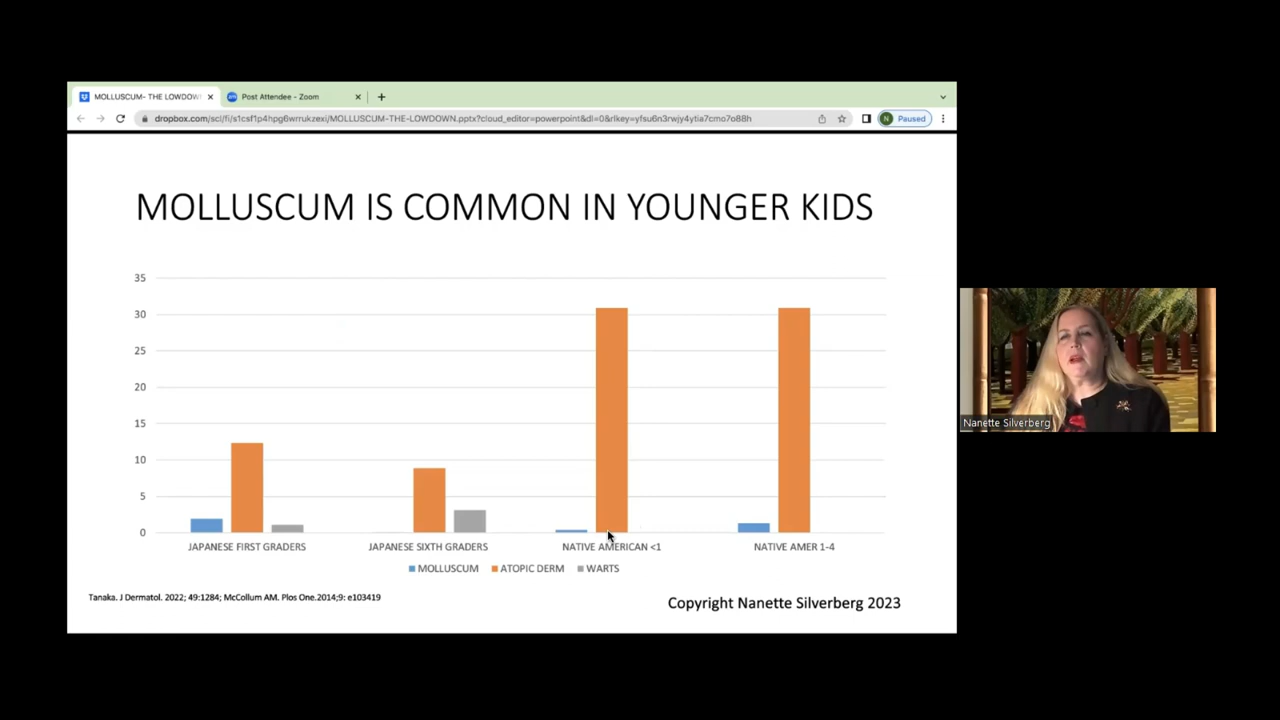 MOLLUSCUM- THE LOWDOW
Post Attendee - Zoom
dropbox.com/scl/fi/s1csf1p4hpg6wrrukzexi/MOLLUSCUM-THE-LOWDOWN.pptx?cloud_editor=powerpoint&dl=0&rlkey=yfsu6n3rwjy4ytia7cmo7o88h
N Paused
MOLLUSCUM IS COMMON IN YOUNGER KIDS
35
30
25
20
15
10
5
0
JAPANESE FIRST GRADERS JAPANESE SIXTH GRADERS NATIVE AMERICAN <1 NATIVE AMER 1-4
MOLLUSCUM ATOPIC DERM WARTS
Tanaka. J Dermatol. 2022; 49:1284; McCollum AM. Plos One.2014;9: e103419
Copyright Nanette Silverberg 2023
Nanette Silverberg